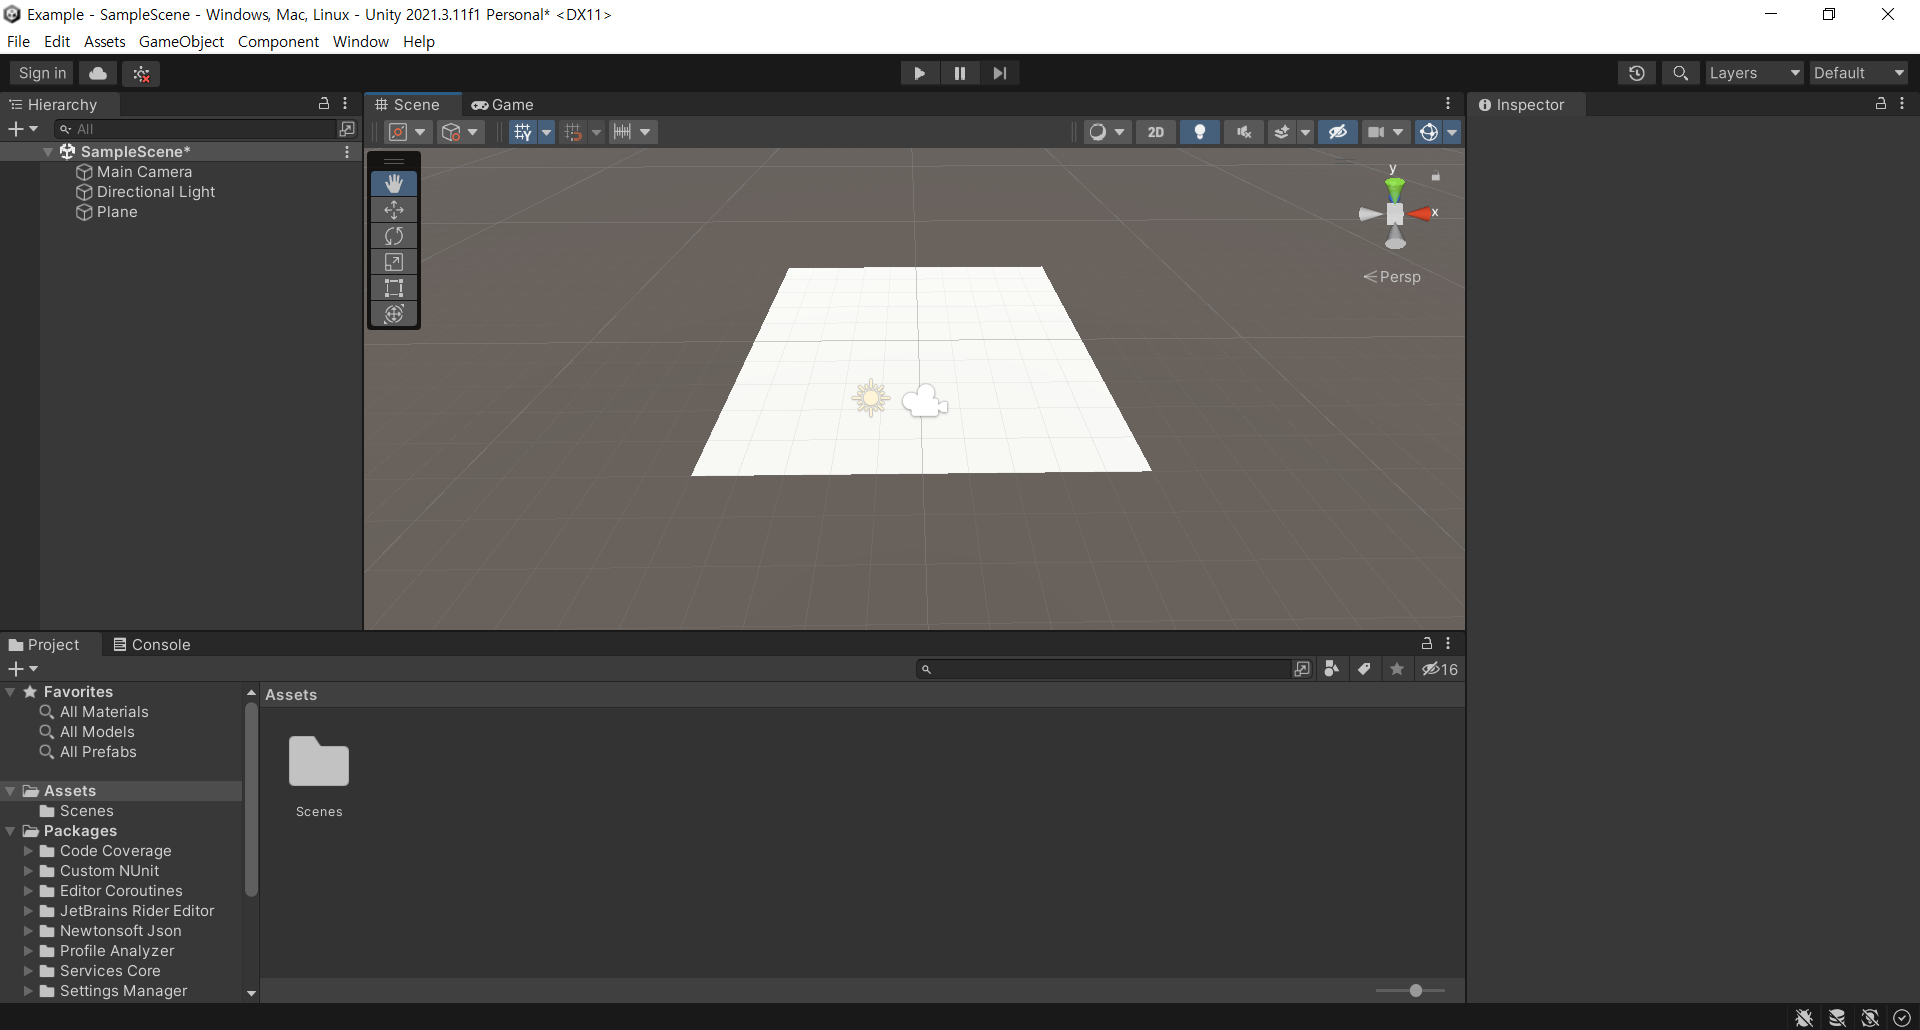 Example - SampleScene - Windows, Mac, Linux - Unity 2021.3.11f1 Personal* <DX11>
File Edit Assets GameObject Component Window Help
Sign in
Layers
Default
Hierarchy
Scene
Game
Inspector
All
2D
SampleScene*
Main Camera
Directional Light
Plane
y
x
Persp
Project
Console
16
Favorites
All Materials
All Models
All Prefabs
Assets
Scenes
Packages
Code Coverage
Custom NUnit
Editor Coroutines
JetBrains Rider Editor
Newtonsoft Json
Profile Analyzer
Services Core
Settings Manager
Assets
Scenes